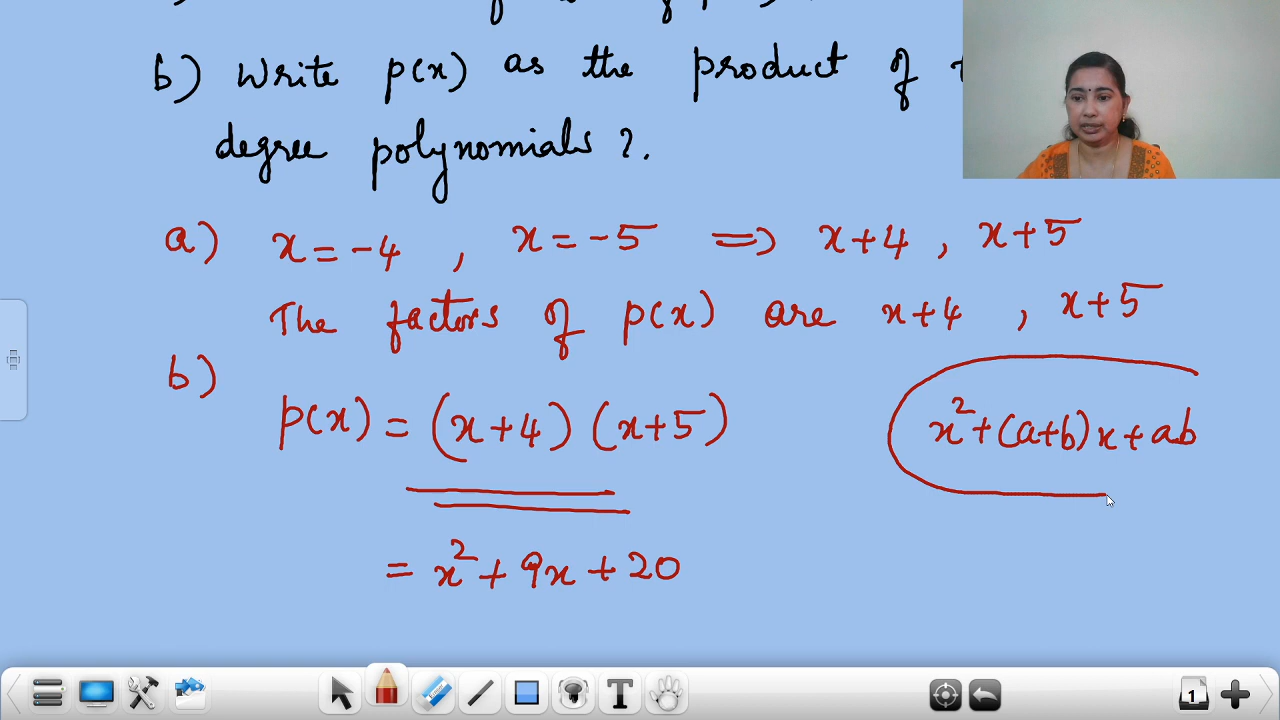 b) Write p(x) as the product of
degree polynomials ?.
a) x = -4 , x = -5 ⟹ x+4 , x+5
The factors of p(x) are x+4 , x+5
b)
p(x) = (x+4) (x+5)
x²+(a+b)x+ab
= x² + 9x + 20
T
1